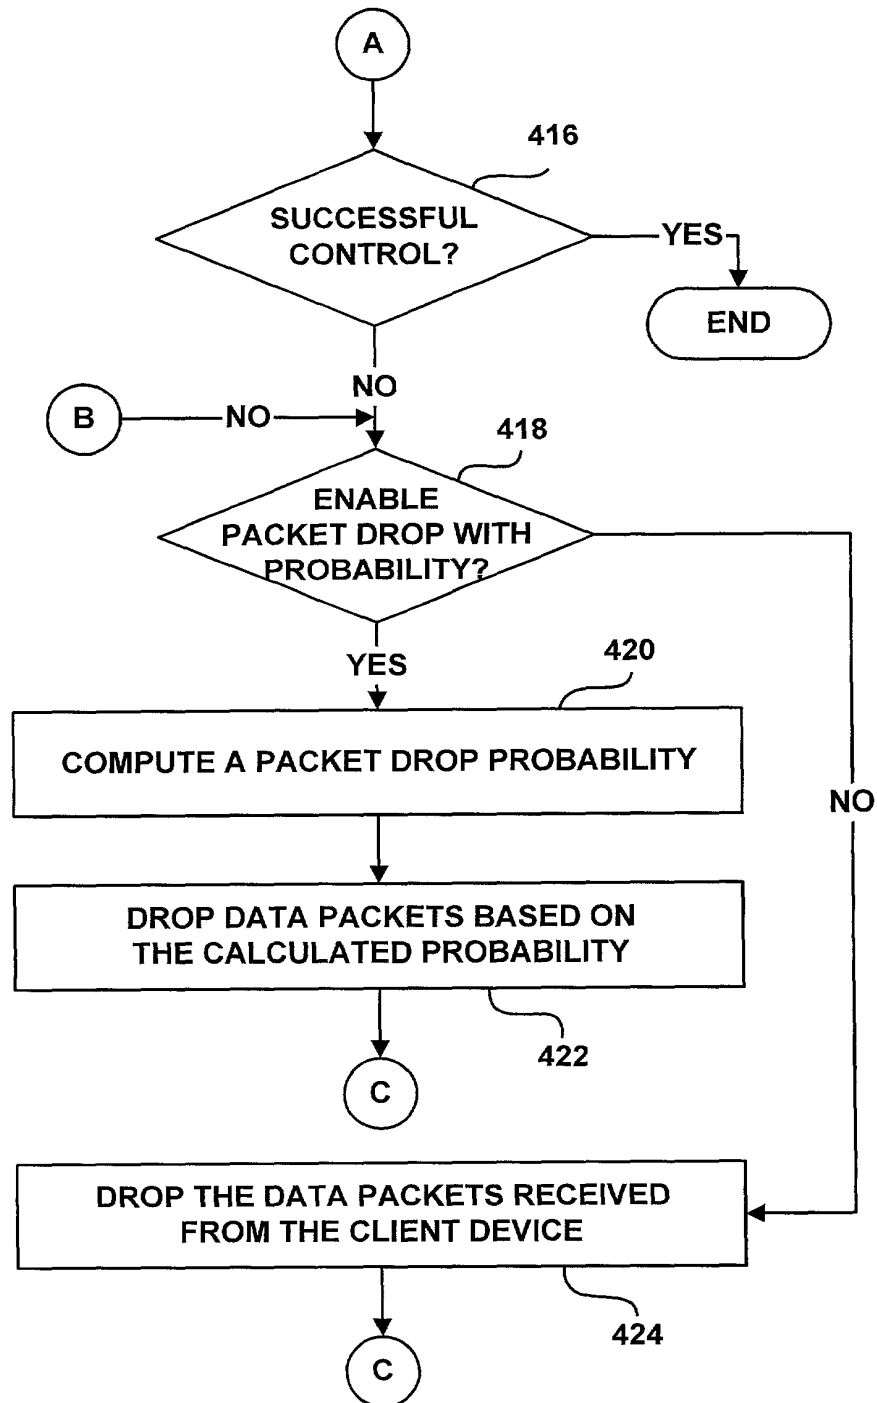 A
416
SUCCESSFUL
CONTROL?
YES
END
NO
B
NO
418
ENABLE
PACKET DROP WITH
PROBABILITY?
YES
420
COMPUTE A PACKET DROP PROBABILITY
NO
DROP DATA PACKETS BASED ON
THE CALCULATED PROBABILITY
422
C
DROP THE DATA PACKETS RECEIVED
FROM THE CLIENT DEVICE
424
C